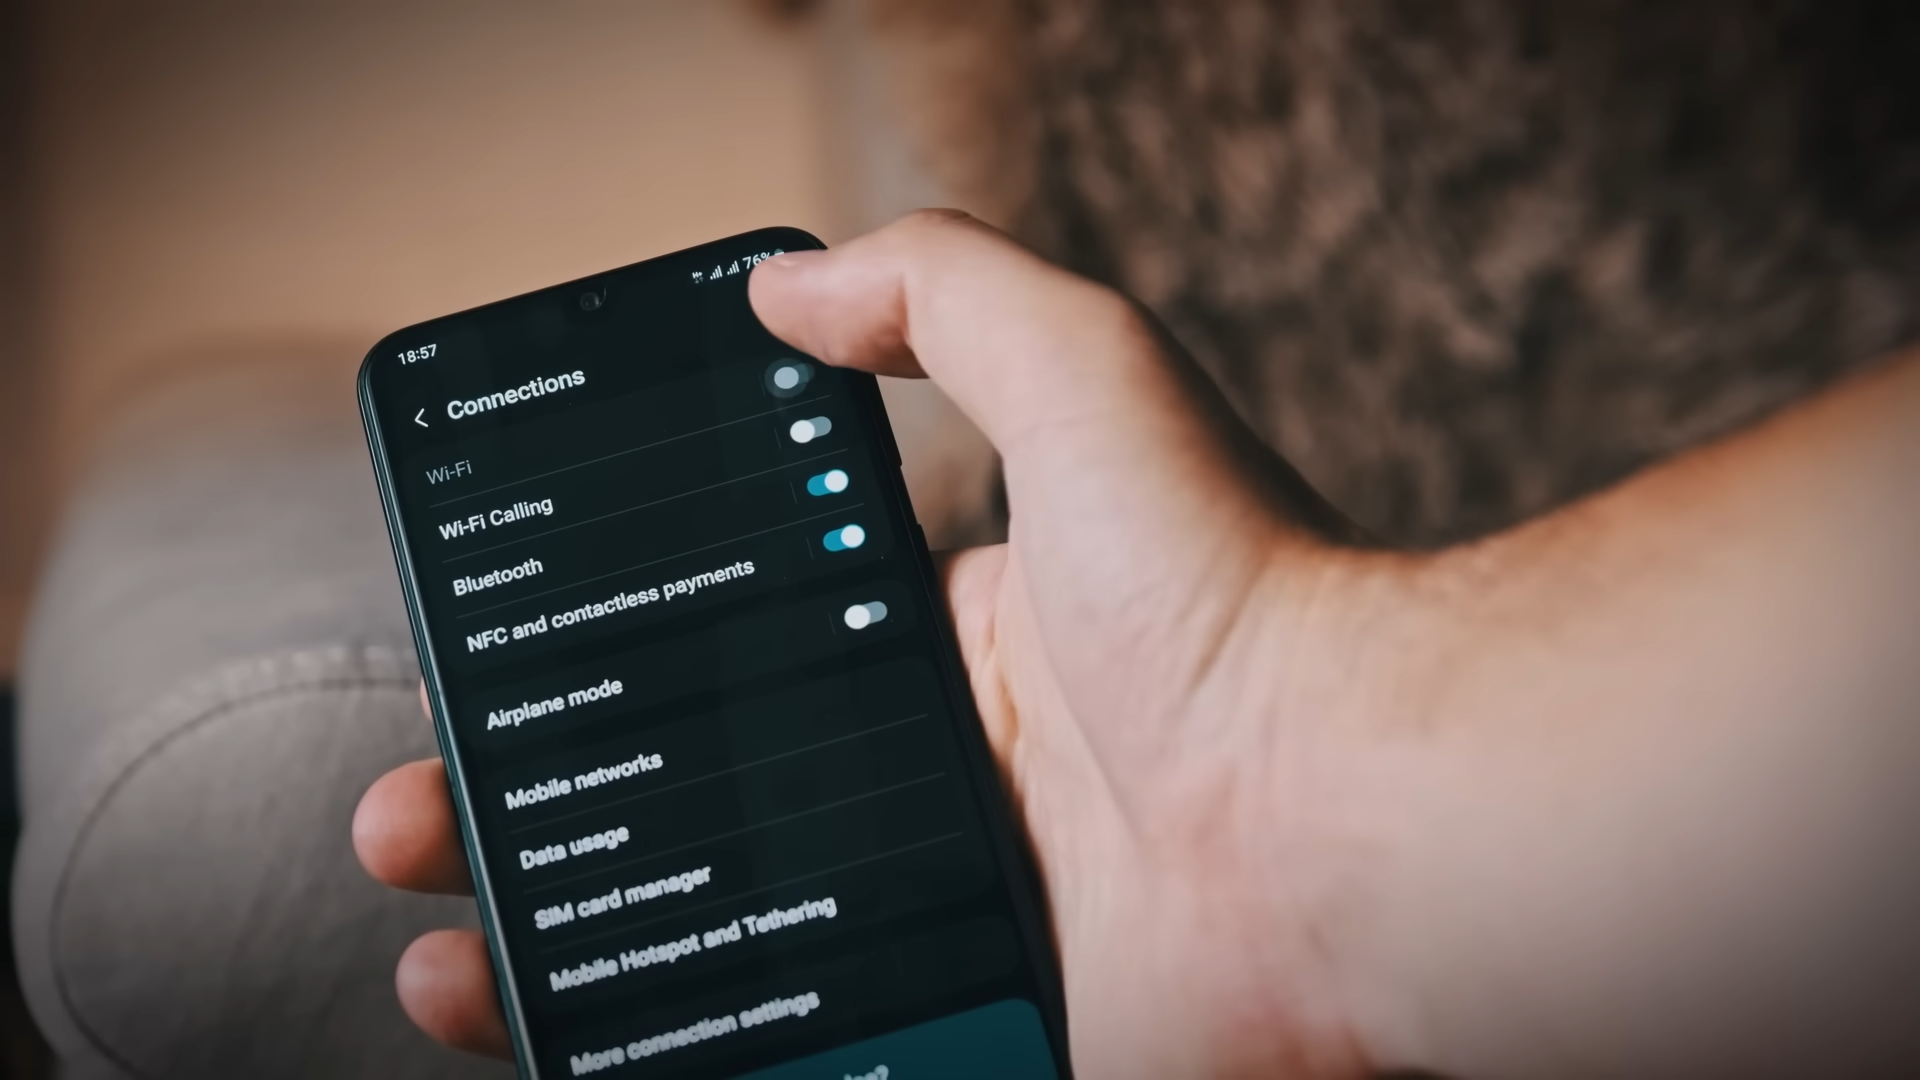 18:57
76%
Connections
Wi-Fi
Wi-Fi Calling
Bluetooth
NFC and contactless payments
Airplane mode
Mobile networks
Data usage
SIM card manager
Mobile Hotspot and Tethering
More connection settings